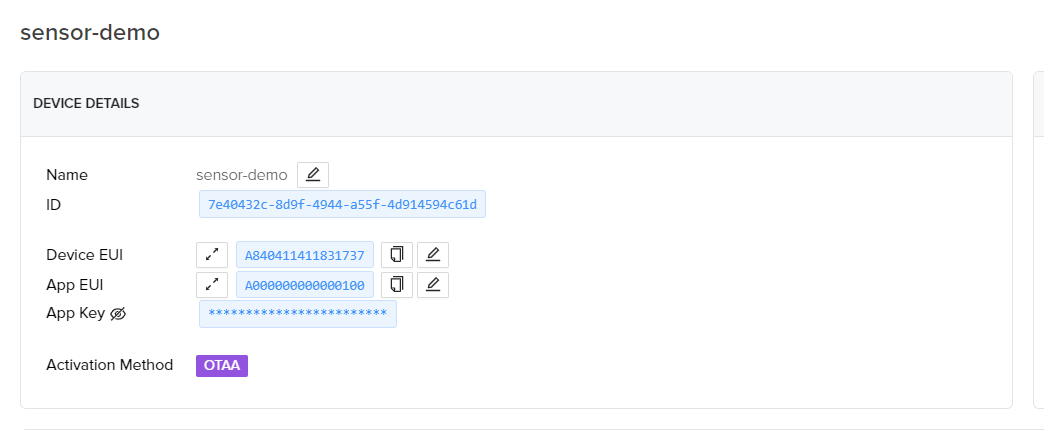 sensor-demo
DEVICE DETAILS
Name sensor-demo
ID 7e40432c-8d9f-4944-a55f-4d914594c61d
Device EUI A840411411831737
App EUI A000000000000100
App Key ************************
Activation Method OTAA